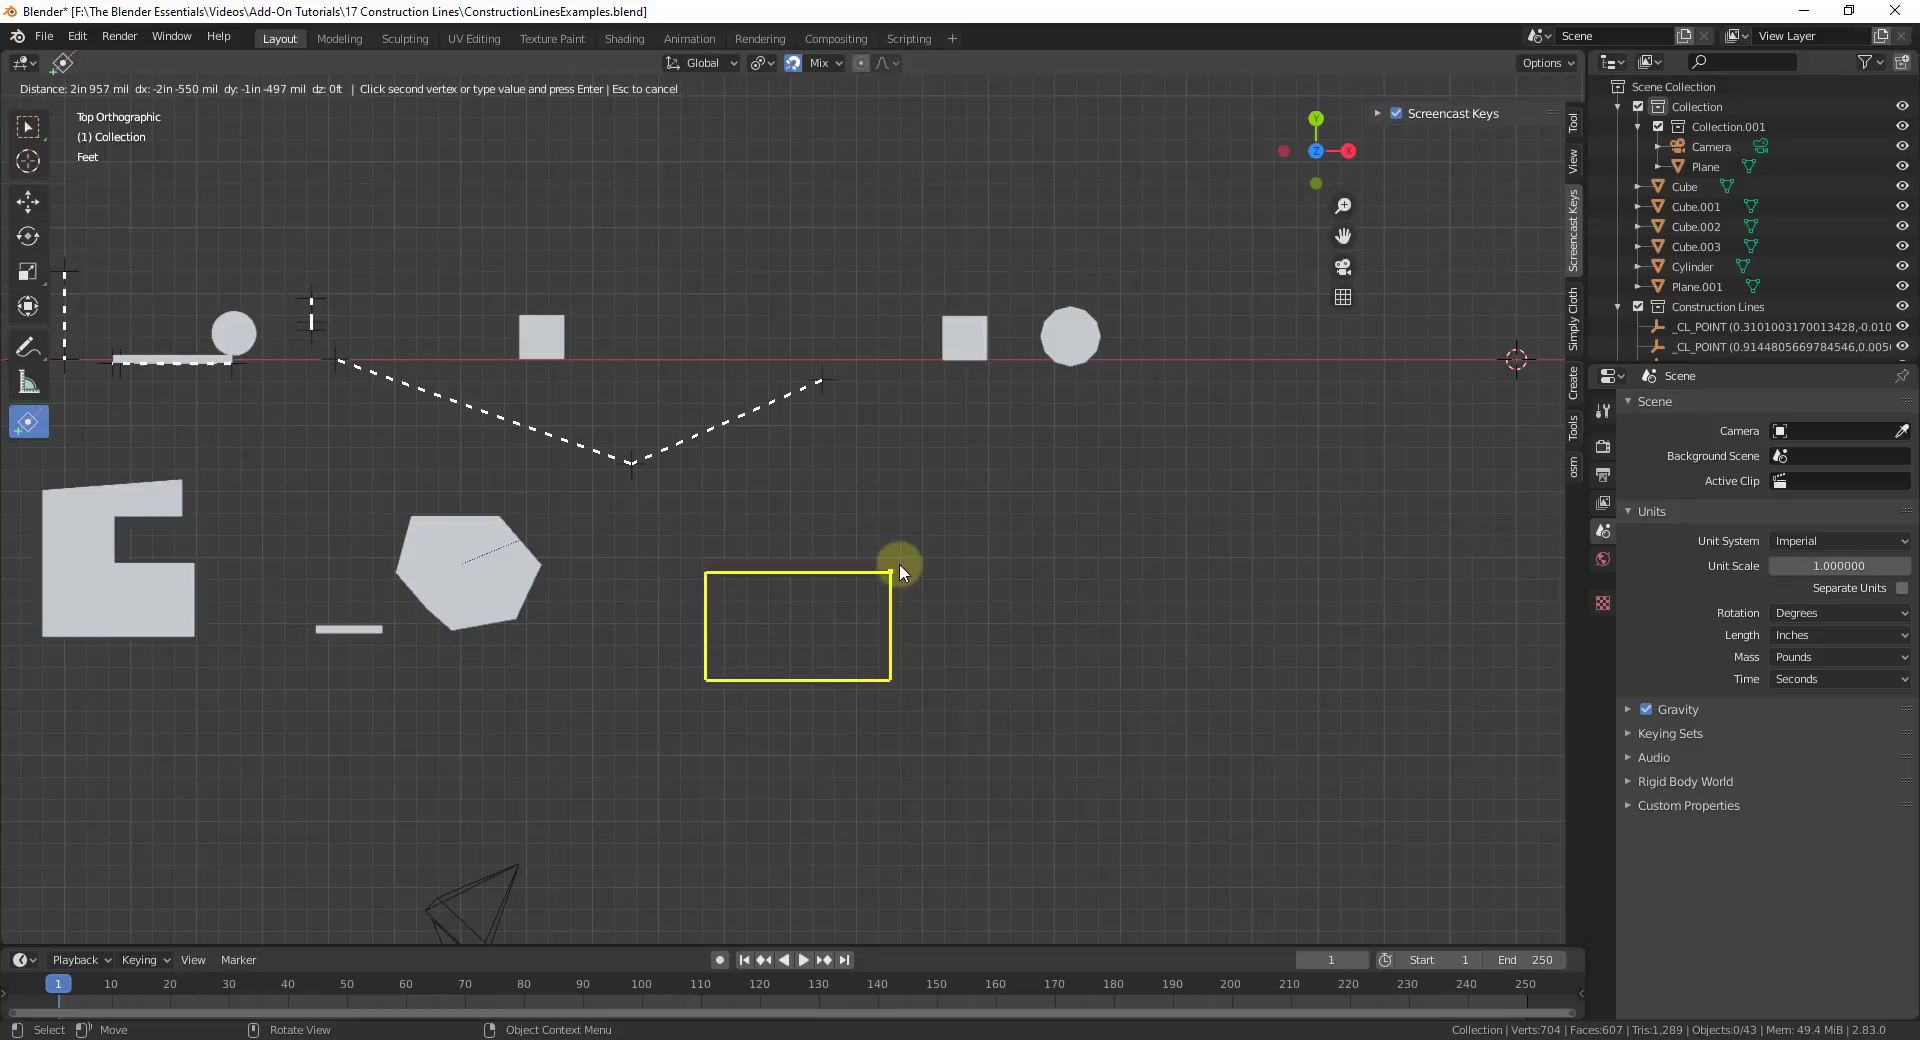 Blender* [F:\The Blender Essentials\Videos\Add-On Tutorials\17 Construction Lines\ConstructionLinesExamples.blend]
File Edit Render Window Help
Layout Modeling Sculpting UV Editing Texture Paint Shading Animation Rendering Compositing Scripting +
Scene
View Layer
Global
Mix
Options
Distance: 2in 957 mil dx: -2in -550 mil dy: -1in -497 mil dz: 0ft | Click second vertex or type value and press Enter | Esc to cancel
Top Orthographic
(1) Collection
Feet
Screencast Keys
Y
Z
X
Tool
View
Screencast Keys
Simply Cloth
Create
Tools
osm
Scene Collection
Collection
Collection.001
Camera
Plane
Cube
Cube.001
Cube.002
Cube.003
Cylinder
Plane.001
Construction Lines
_CL_POINT (0.3101003170013428,-0.010
_CL_POINT (0.9144805669784546,0.005(
Scene
Scene
Camera
Background Scene
Active Clip
Units
Unit System Imperial
Unit Scale 1.000000
Separate Units
Rotation Degrees
Length Inches
Mass Pounds
Time Seconds
Gravity
Keying Sets
Audio
Rigid Body World
Custom Properties
Playback Keying View Marker
1
Start 1
End 250
1 10 20 30 40 50 60 70 80 90 100 110 120 130 140 150 160 170 180 190 200 210 220 230 240 250
Select Move Rotate View Object Context Menu
Collection | Verts:704 | Faces:607 | Tris:1,289 | Objects:0/43 | Mem: 49.4 MiB | 2.83.0